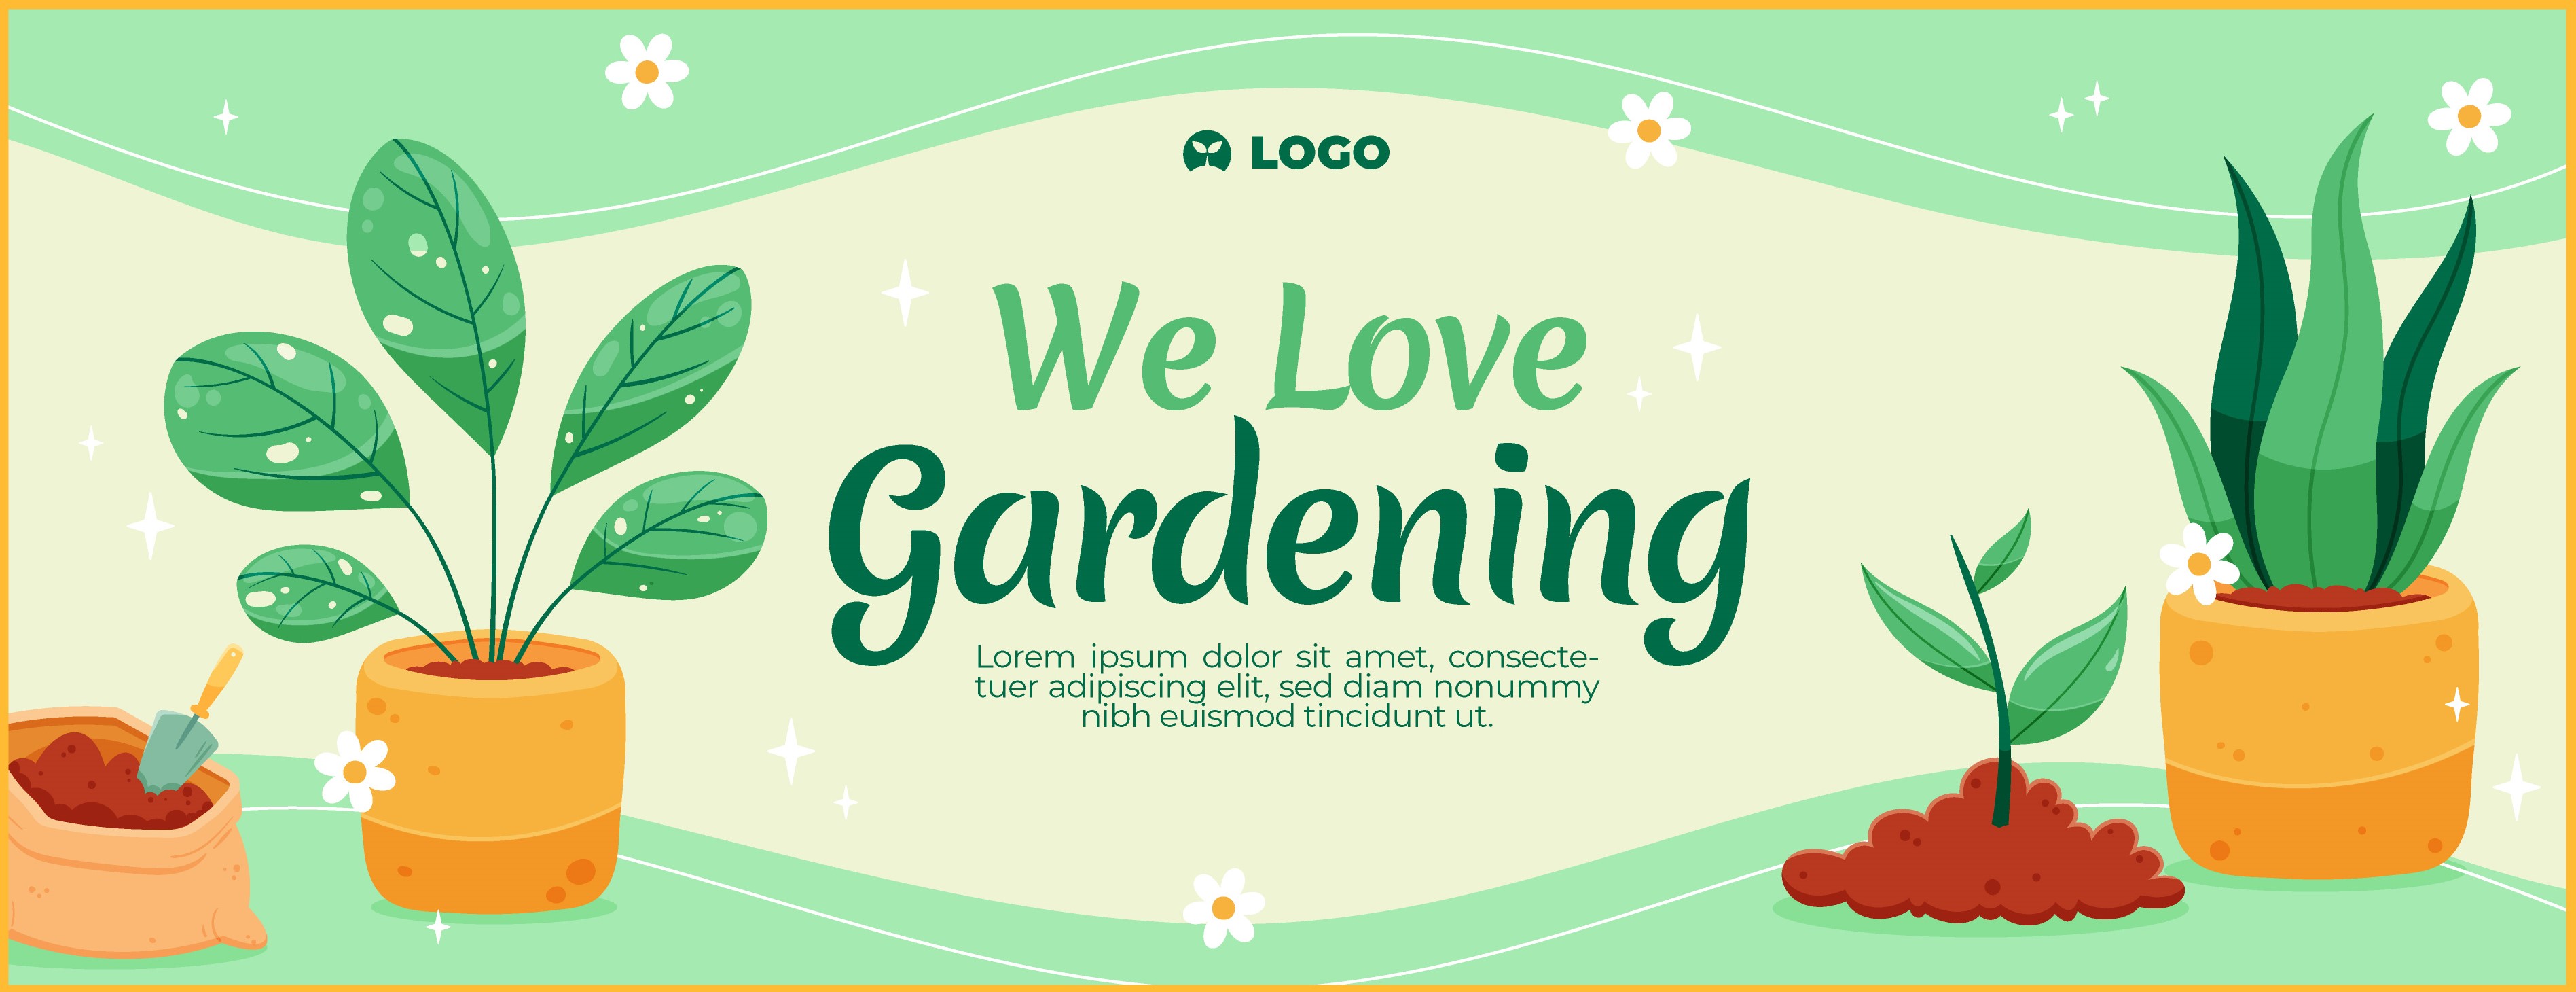 LOGO
We Love
Gardening
Lorem ipsum dolor sit amet, consecte-
tuer adipiscing elit, sed diam nonummy
nibh euismod tincidunt ut.